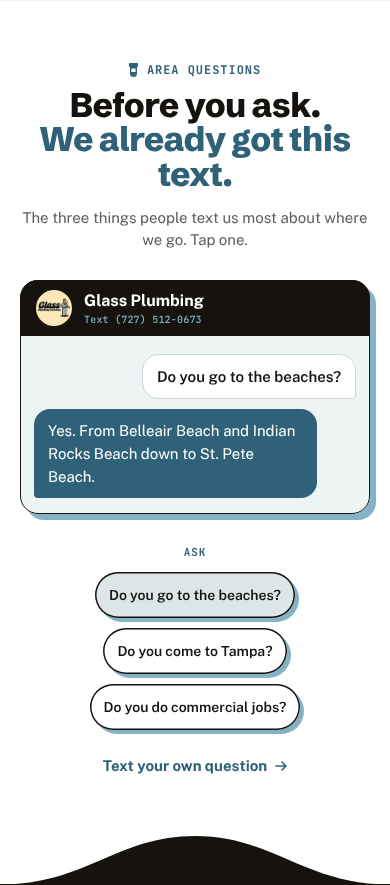 AREA QUESTIONS
Before you ask.
We already got this
text.
The three things people text us most about where
we go. Tap one.
Glass
Glass Plumbing
Text (727) 512-0673
Do you go to the beaches?
Yes. From Belleair Beach and Indian
Rocks Beach down to St. Pete
Beach.
ASK
Do you go to the beaches?
Do you come to Tampa?
Do you do commercial jobs?
Text your own question →